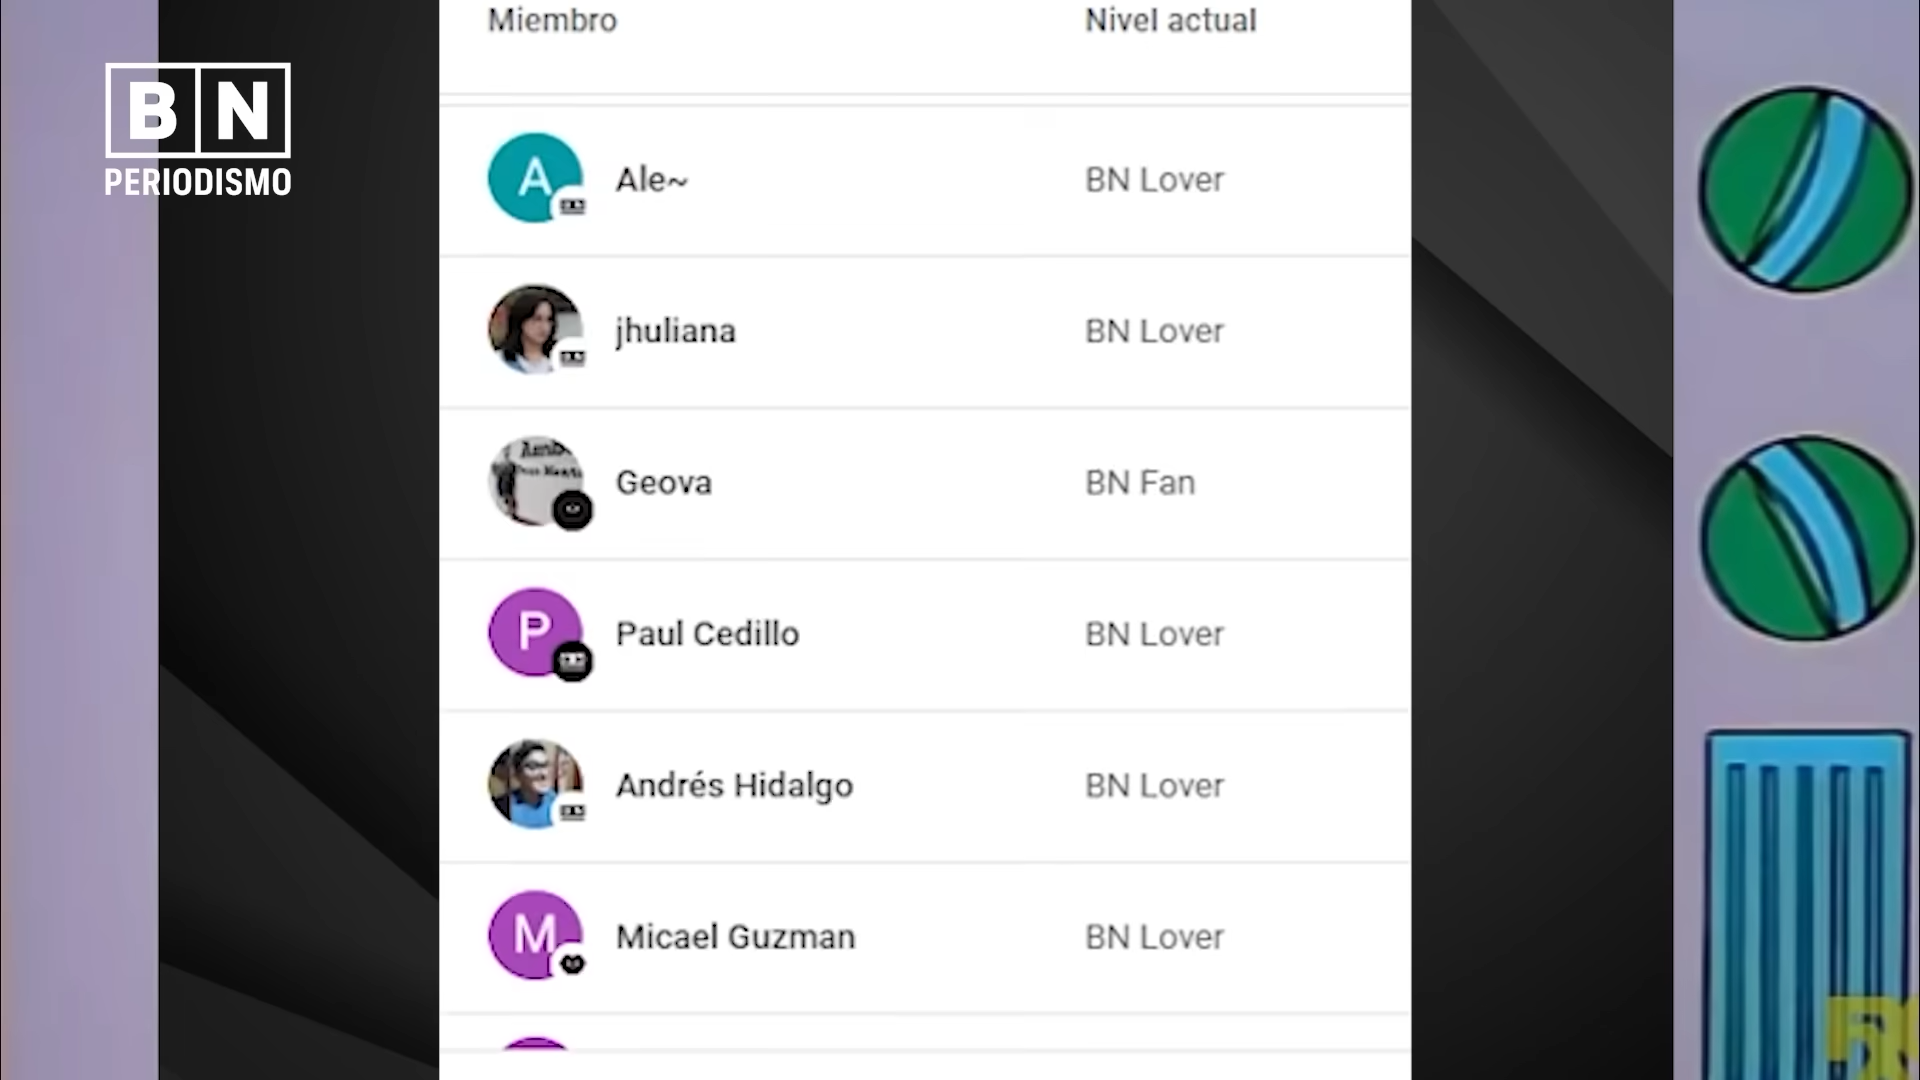 BN
PERIODISMO
Miembro Nivel actual
A Ale~ BN Lover
jhuliana BN Lover
Geova BN Fan
P Paul Cedillo BN Lover
Andrés Hidalgo BN Lover
M Micael Guzman BN Lover